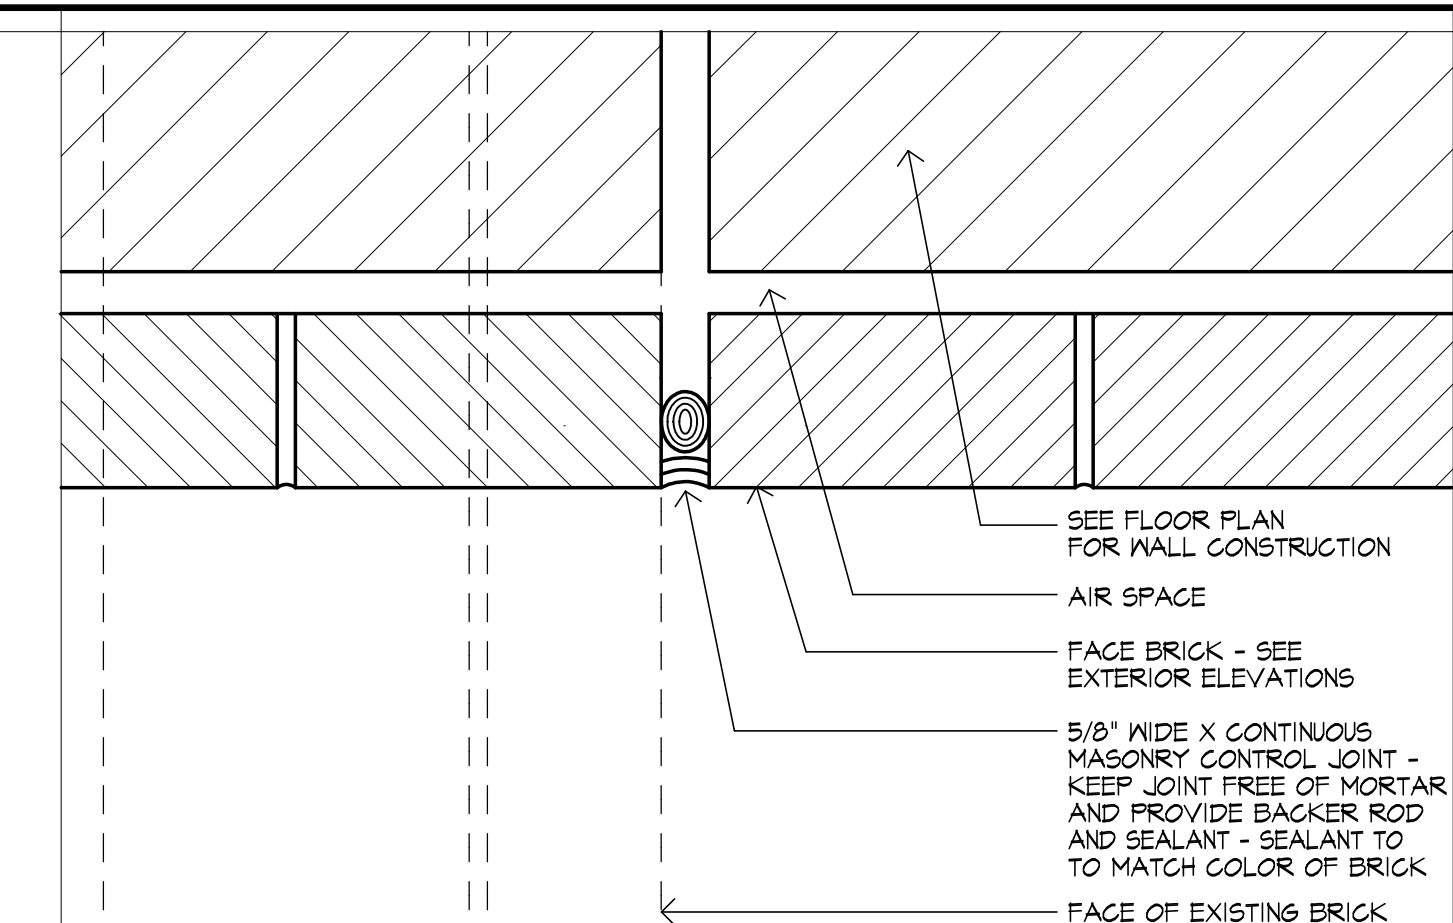 SEE FLOOR PLAN
FOR WALL CONSTRUCTION
AIR SPACE
FACE BRICK - SEE
EXTERIOR ELEVATIONS
5/8" WIDE X CONTINUOUS
MASONRY CONTROL JOINT -
KEEP JOINT FREE OF MORTAR
AND PROVIDE BACKER ROD
AND SEALANT - SEALANT TO
TO MATCH COLOR OF BRICK
FACE OF EXISTING BRICK